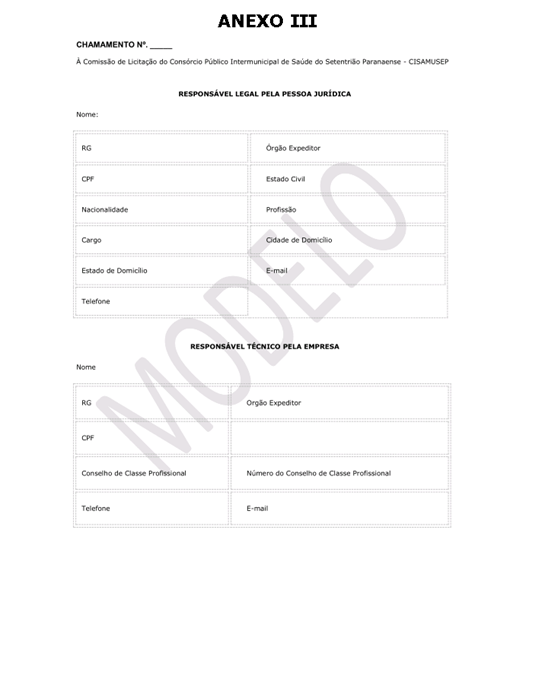 ANEXO III
CHAMAMENTO Nº. _____
À Comissão de Licitação do Consórcio Público Intermunicipal de Saúde do Setentrião Paranaense - CISAMUSEP
RESPONSÁVEL LEGAL PELA PESSOA JURÍDICA
Nome:
RG
Órgão Expeditor
CPF
Estado Civil
Nacionalidade
Profissão
Cargo
Cidade de Domicílio
Estado de Domicílio
E-mail
Telefone
MODELO
RESPONSÁVEL TÉCNICO PELA EMPRESA
Nome
RG
Orgão Expeditor
CPF
Conselho de Classe Profissional
Número do Conselho de Classe Profissional
Telefone
E-mail